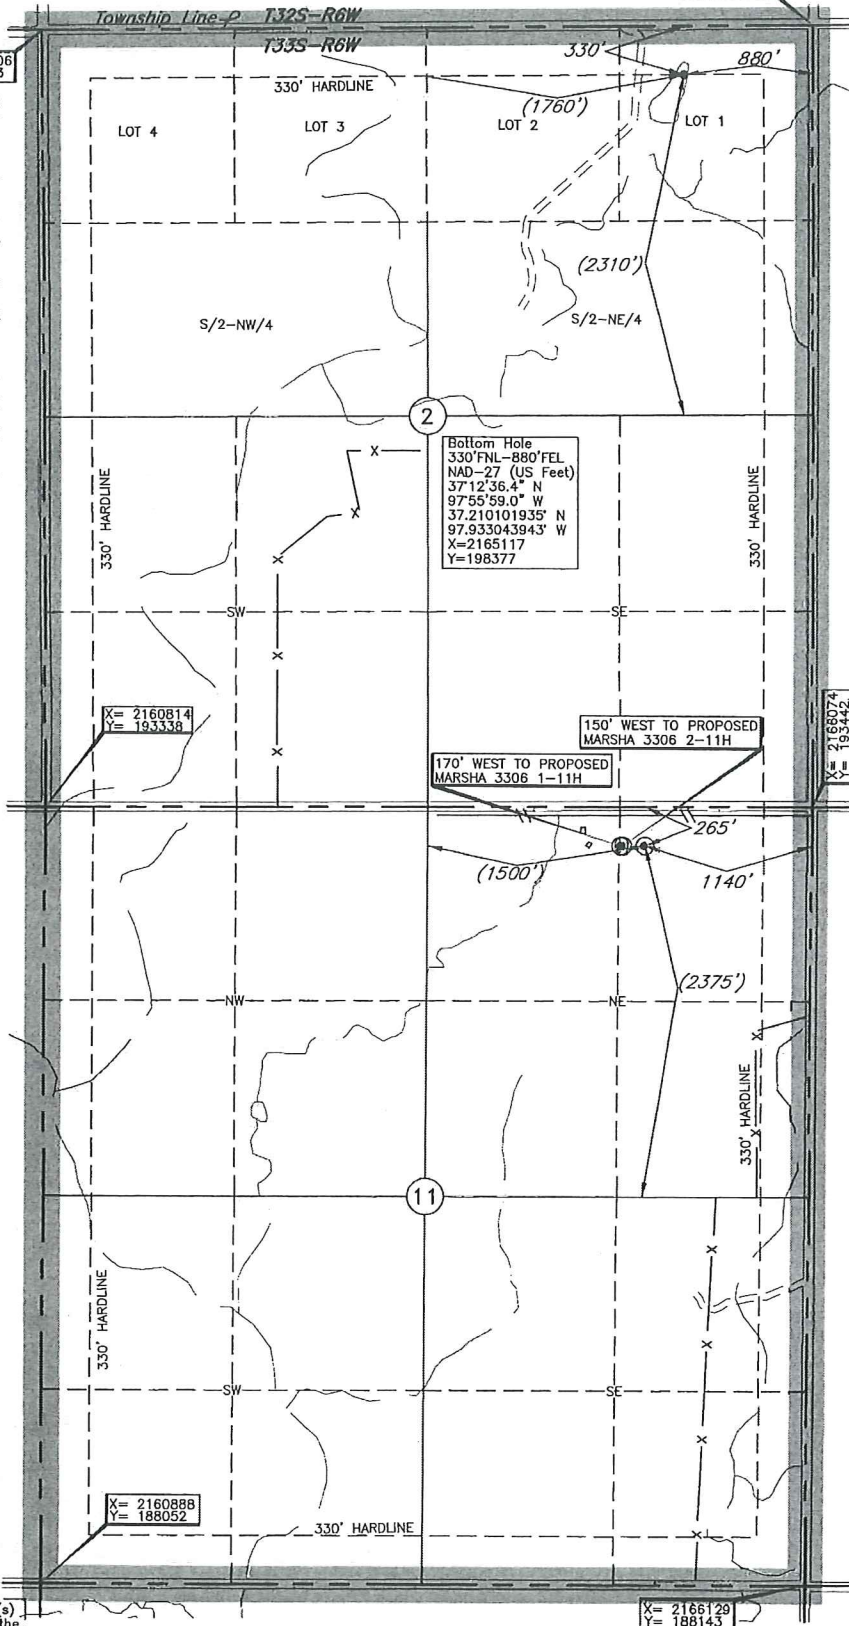 Township Line
T32S-R6W
T33S-R6W
330'
880'
330' HARDLINE
(1760')
LOT 4
LOT 3
LOT 2
LOT 1
(2310')
S/2-NW/4
S/2-NE/4
2
Bottom Hole
330'FNL-880'FEL
NAD-27 (US Feet)
37°12'36.4" N
97°55'59.0" W
37.210101935° N
97.933043943° W
X=2165117
Y=198377
330' HARDLINE
330' HARDLINE
X
X
X
X
X
SW
SE
X= 2160814
Y= 193338
150' WEST TO PROPOSED
MARSHA 3306 2-11H
X= 2166074
Y= 193442
170' WEST TO PROPOSED
MARSHA 3306 1-11H
265'
(1500')
1140'
(2375')
NW
NE
X
330' HARDLINE
X
11
X
330' HARDLINE
X
SW
SE
X
X= 2160888
Y= 188052
330' HARDLINE
X
X= 2166129
Y= 188143